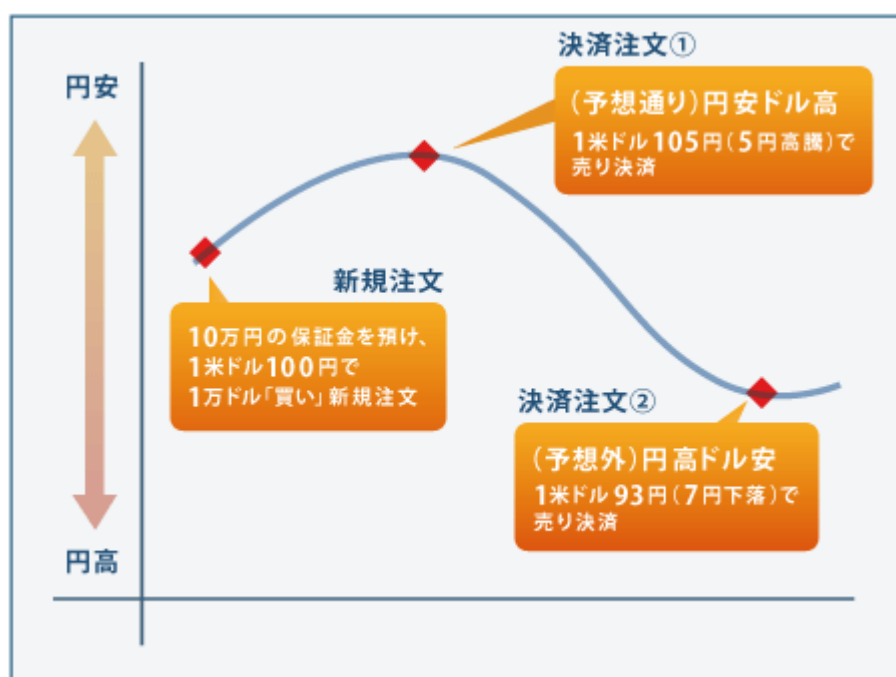 決済注文①
円安
(予想通り)円安ドル高
1米ドル105円(5円高騰)で
売り決済
新規注文
10万円の保証金を預け、
1米ドル100円で
1万ドル「買い」新規注文
決済注文②
(予想外)円高ドル安
1米ドル93円(7円下落)で
売り決済
円高